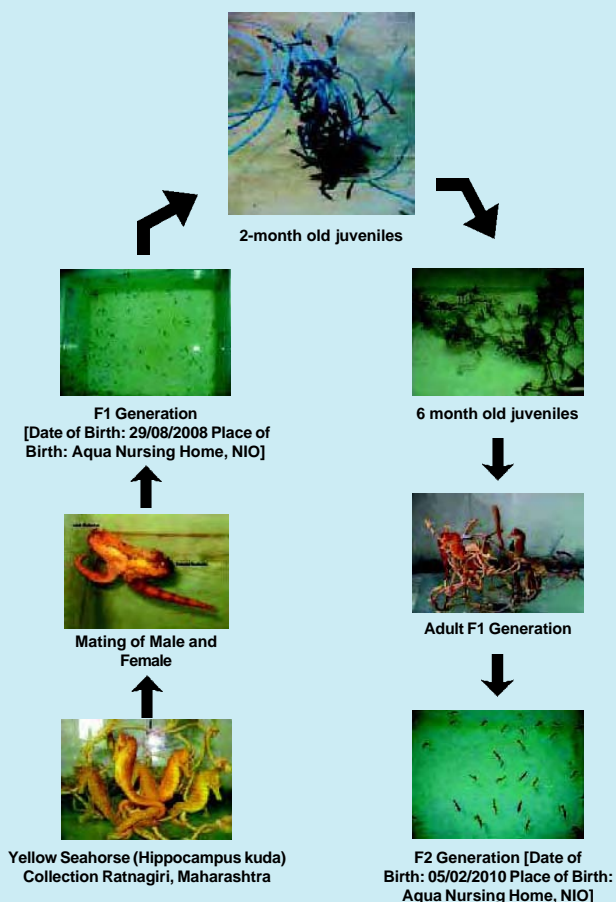 2-month old juveniles
F1 Generation
[Date of Birth: 29/08/2008 Place of
Birth: Aqua Nursing Home, NIO]
6 month old juveniles
Mating of Male and
Female
Adult F1 Generation
Yellow Seahorse (Hippocampus kuda)
Collection Ratnagiri, Maharashtra
F2 Generation [Date of
Birth: 05/02/2010 Place of Birth:
Aqua Nursing Home, NIO]